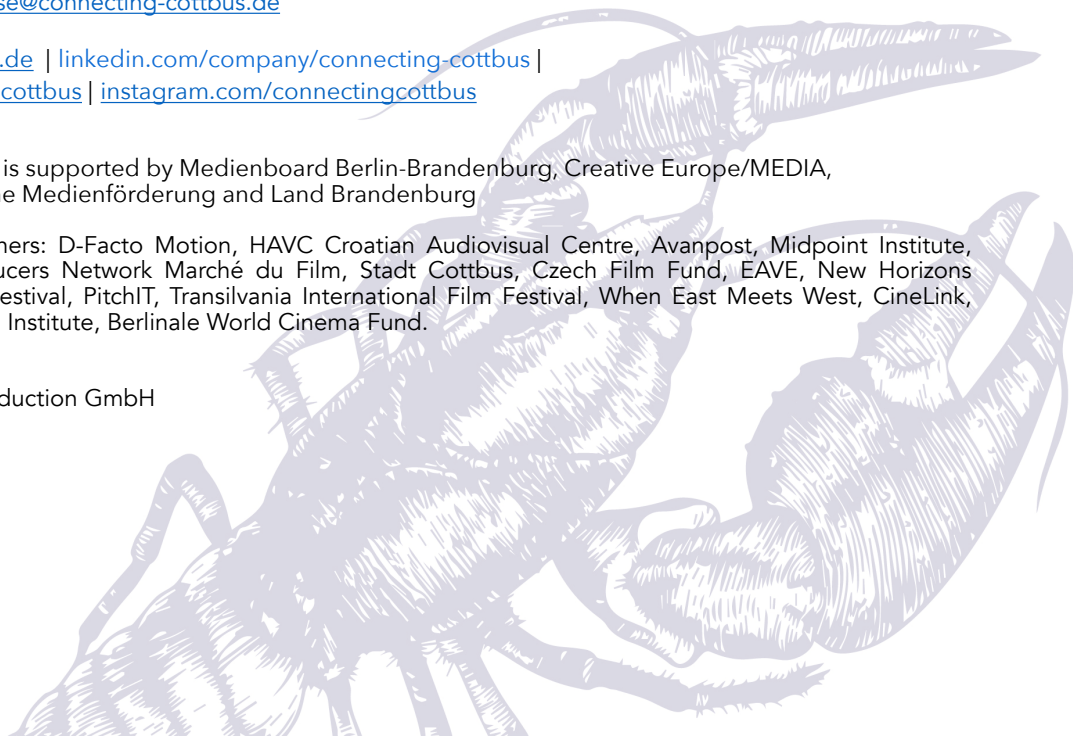 se@connecting-cottbus.de
.de | linkedin.com/company/connecting-cottbus |
cottbus | instagram.com/connectingcottbus
is supported by Medienboard Berlin-Brandenburg, Creative Europe/MEDIA,
ne Medienförderung and Land Brandenburg
ners: D-Facto Motion, HAVC Croatian Audiovisual Centre, Avanpost, Midpoint Institute,
ucers Network Marché du Film, Stadt Cottbus, Czech Film Fund, EAVE, New Horizons
estival, PitchIT, Transilvania International Film Festival, When East Meets West, CineLink,
Institute, Berlinale World Cinema Fund.
duction GmbH